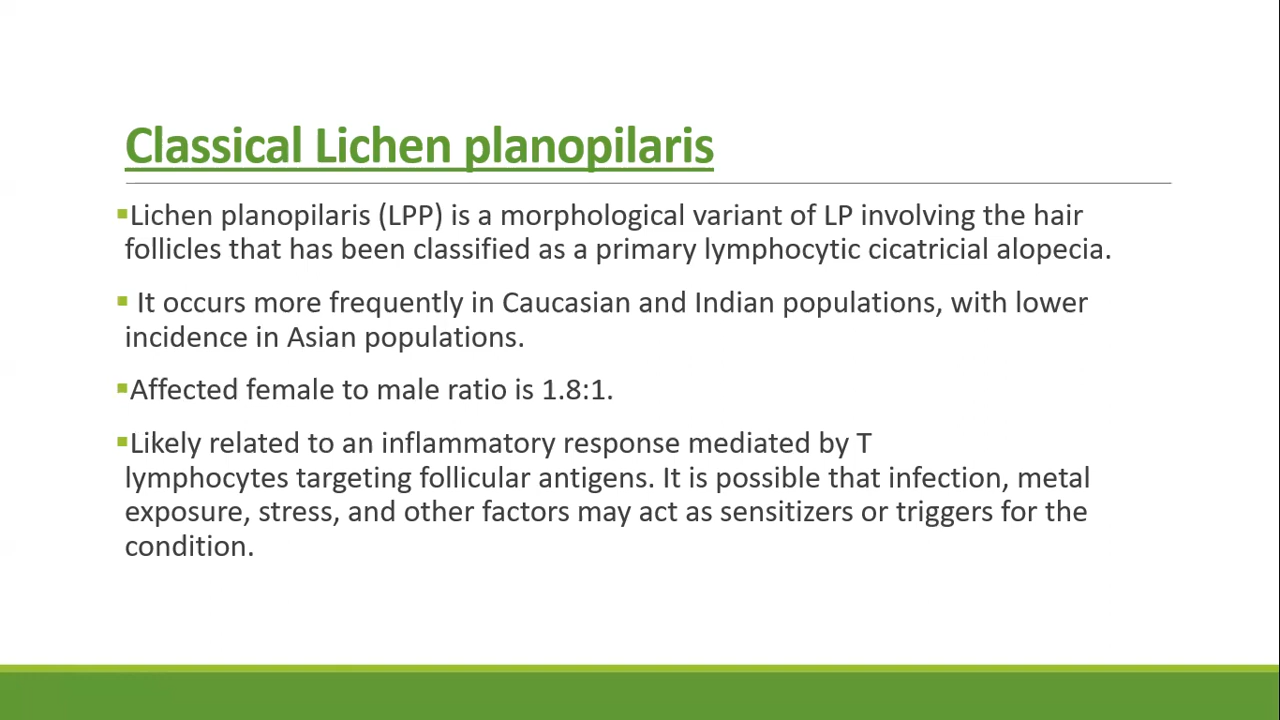 Classical Lichen planopilaris
▪Lichen planopilaris (LPP) is a morphological variant of LP involving the hair
follicles that has been classified as a primary lymphocytic cicatricial alopecia.
▪ It occurs more frequently in Caucasian and Indian populations, with lower
incidence in Asian populations.
▪Affected female to male ratio is 1.8:1.
▪Likely related to an inflammatory response mediated by T
lymphocytes targeting follicular antigens. It is possible that infection, metal
exposure, stress, and other factors may act as sensitizers or triggers for the
condition.